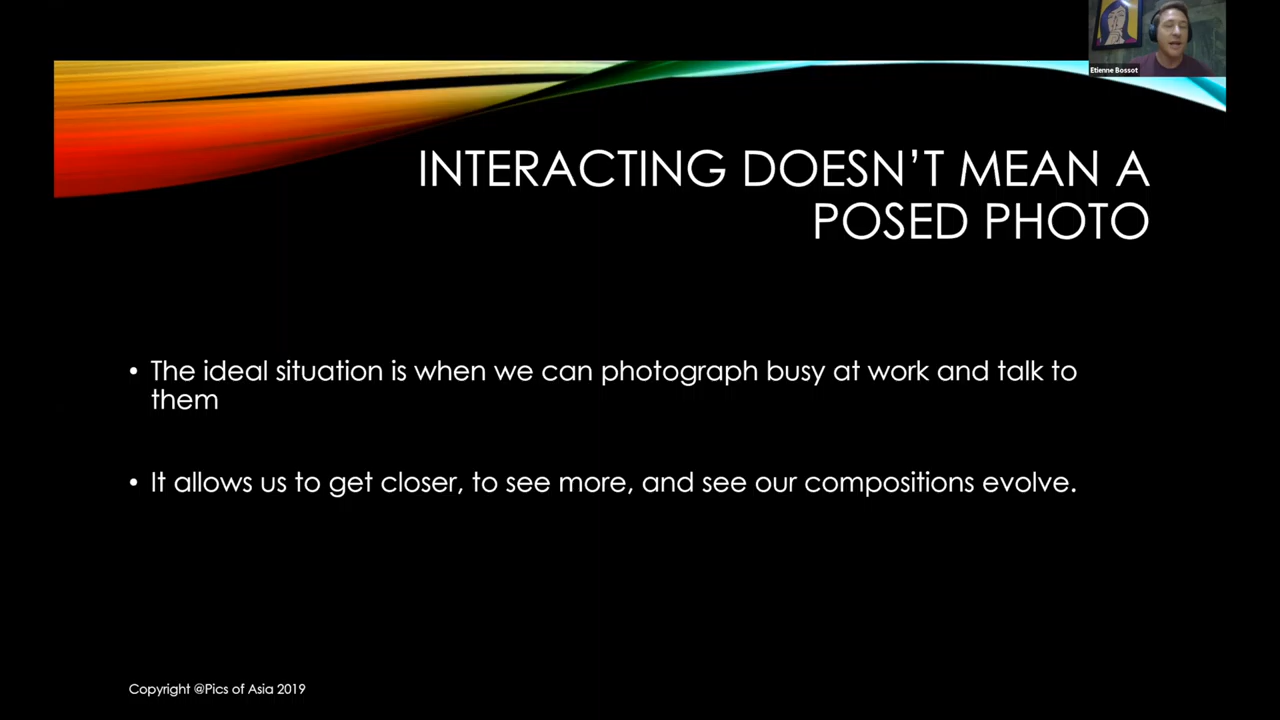 Etienne Bossot
INTERACTING DOESN'T MEAN A
POSED PHOTO
• The ideal situation is when we can photograph busy at work and talk to
them
• It allows us to get closer, to see more, and see our compositions evolve.
Copyright @Pics of Asia 2019